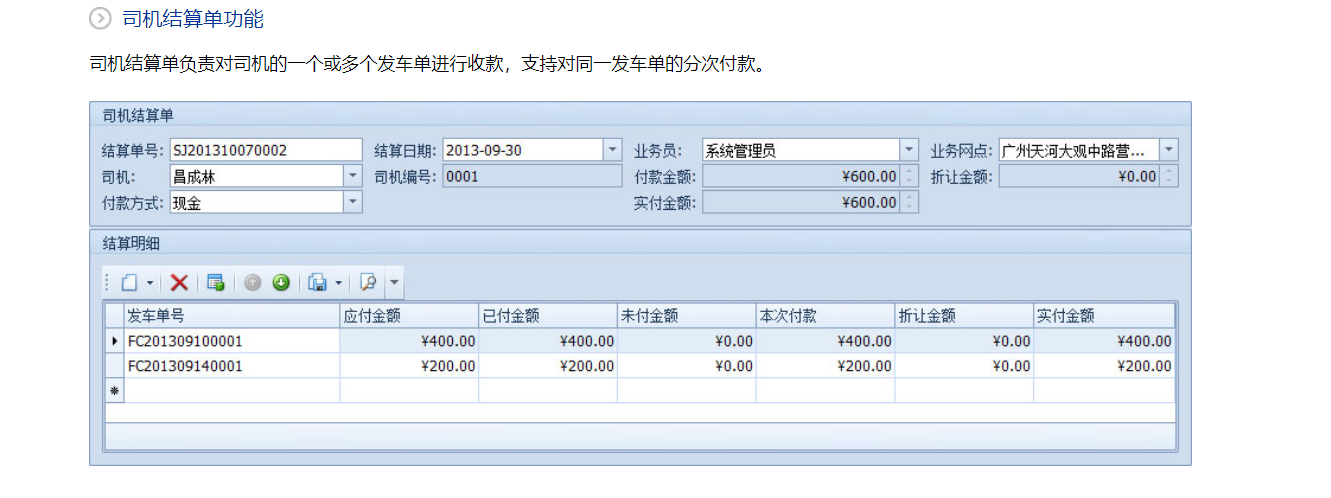 司机结算单功能
司机结算单负责对司机的一个或多个发车单进行收款，支持对同一发车单的分次付款。
司机结算单
结算单号: SJ201310070002 结算日期: 2013-09-30 业务员: 系统管理员 业务网点: 广州天河大观中路营...
司机: 昌成林 司机编号: 0001 付款金额: ¥600.00 折让金额: ¥0.00
付款方式: 现金 实付金额: ¥600.00
结算明细
发车单号 应付金额 已付金额 未付金额 本次付款 折让金额 实付金额
FC201309100001 ¥400.00 ¥400.00 ¥0.00 ¥400.00 ¥0.00 ¥400.00
FC201309140001 ¥200.00 ¥200.00 ¥0.00 ¥200.00 ¥0.00 ¥200.00